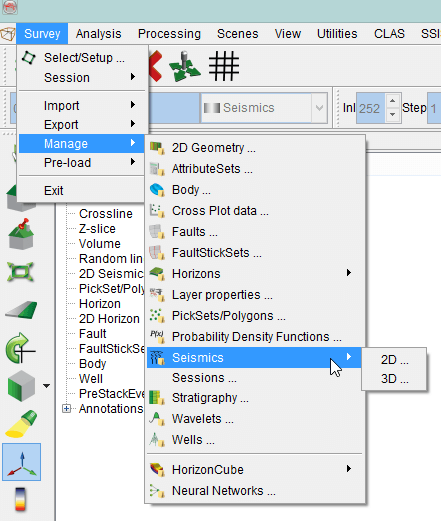 Survey Analysis Processing Scenes View Utilities CLAS SSI
Select/Setup ...
Session
Import
Export
Manage
Pre-load
Exit
Seismics
Inl 252 Step 1
2D Geometry ...
AttributeSets ...
Body ...
Cross Plot data ...
Faults ...
FaultStickSets ...
Horizons
Layer properties ...
PickSets/Polygons ...
P(x) Probability Density Functions ...
Seismics
Sessions ...
Stratigraphy ...
Wavelets ...
Wells ...
HorizonCube
Neural Networks ...
2D ...
3D ...
Crossline
Z-slice
Volume
Random lin
2D Seismic
PickSet/Poly
Horizon
2D Horizon
Fault
FaultStickSe
Body
Well
PreStackEve
Annotations